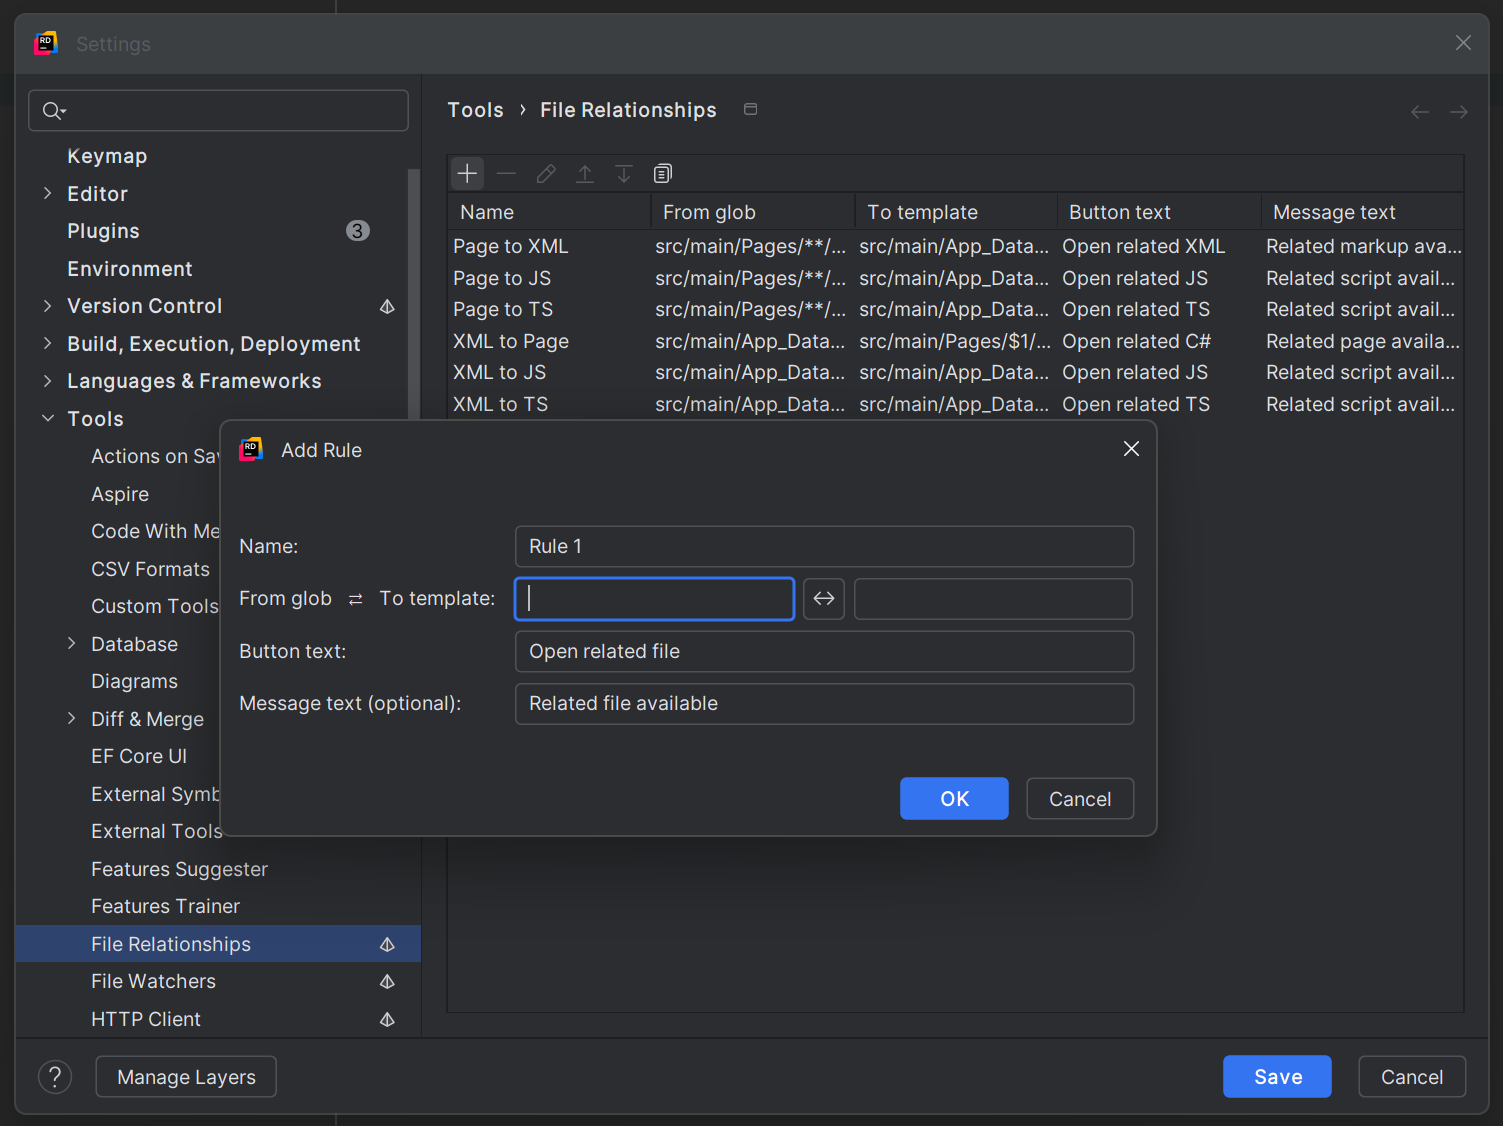 RD Settings
Tools › File Relationships
Keymap
Editor
Plugins 3
Environment
Version Control
Build, Execution, Deployment
Languages & Frameworks
Tools
Actions on Sav
Aspire
Code With Me
CSV Formats
Custom Tools
Database
Diagrams
Diff & Merge
EF Core UI
External Symb
External Tools
Features Suggester
Features Trainer
File Relationships
File Watchers
HTTP Client
Name From glob To template Button text Message text
Page to XML src/main/Pages/**/... src/main/App_Data... Open related XML Related markup ava...
Page to JS src/main/Pages/**/... src/main/App_Data... Open related JS Related script avail...
Page to TS src/main/Pages/**/... src/main/App_Data... Open related TS Related script avail...
XML to Page src/main/App_Data... src/main/Pages/$1/... Open related C# Related page availa...
XML to JS src/main/App_Data... src/main/App_Data... Open related JS Related script avail...
XML to TS src/main/App_Data... src/main/App_Data... Open related TS Related script avail...
RD Add Rule
Name: Rule 1
From glob ⇄ To template: ↔
Button text: Open related file
Message text (optional): Related file available
OK Cancel
? Manage Layers Save Cancel